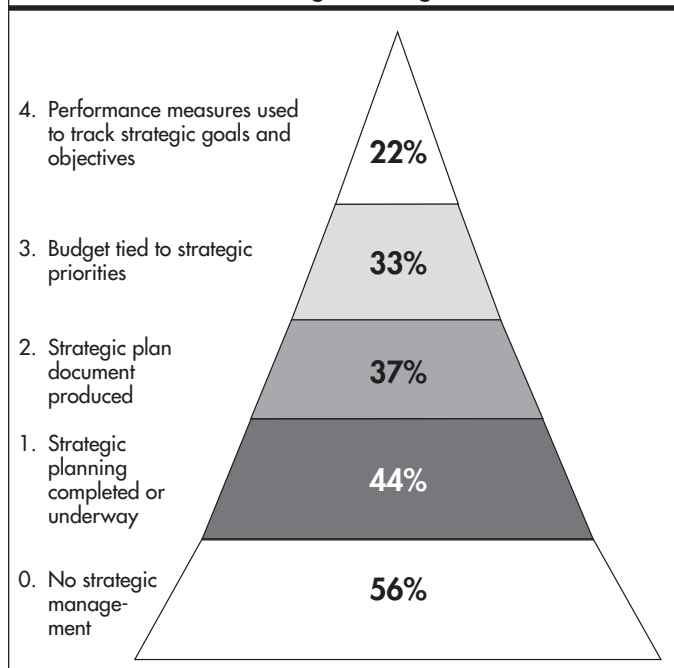 4. Performance measures used
to track strategic goals and
objectives
22%
3. Budget tied to strategic
priorities
33%
2. Strategic plan
document
produced
37%
1. Strategic
planning
completed or
underway
44%
0. No strategic
manage-
ment
56%